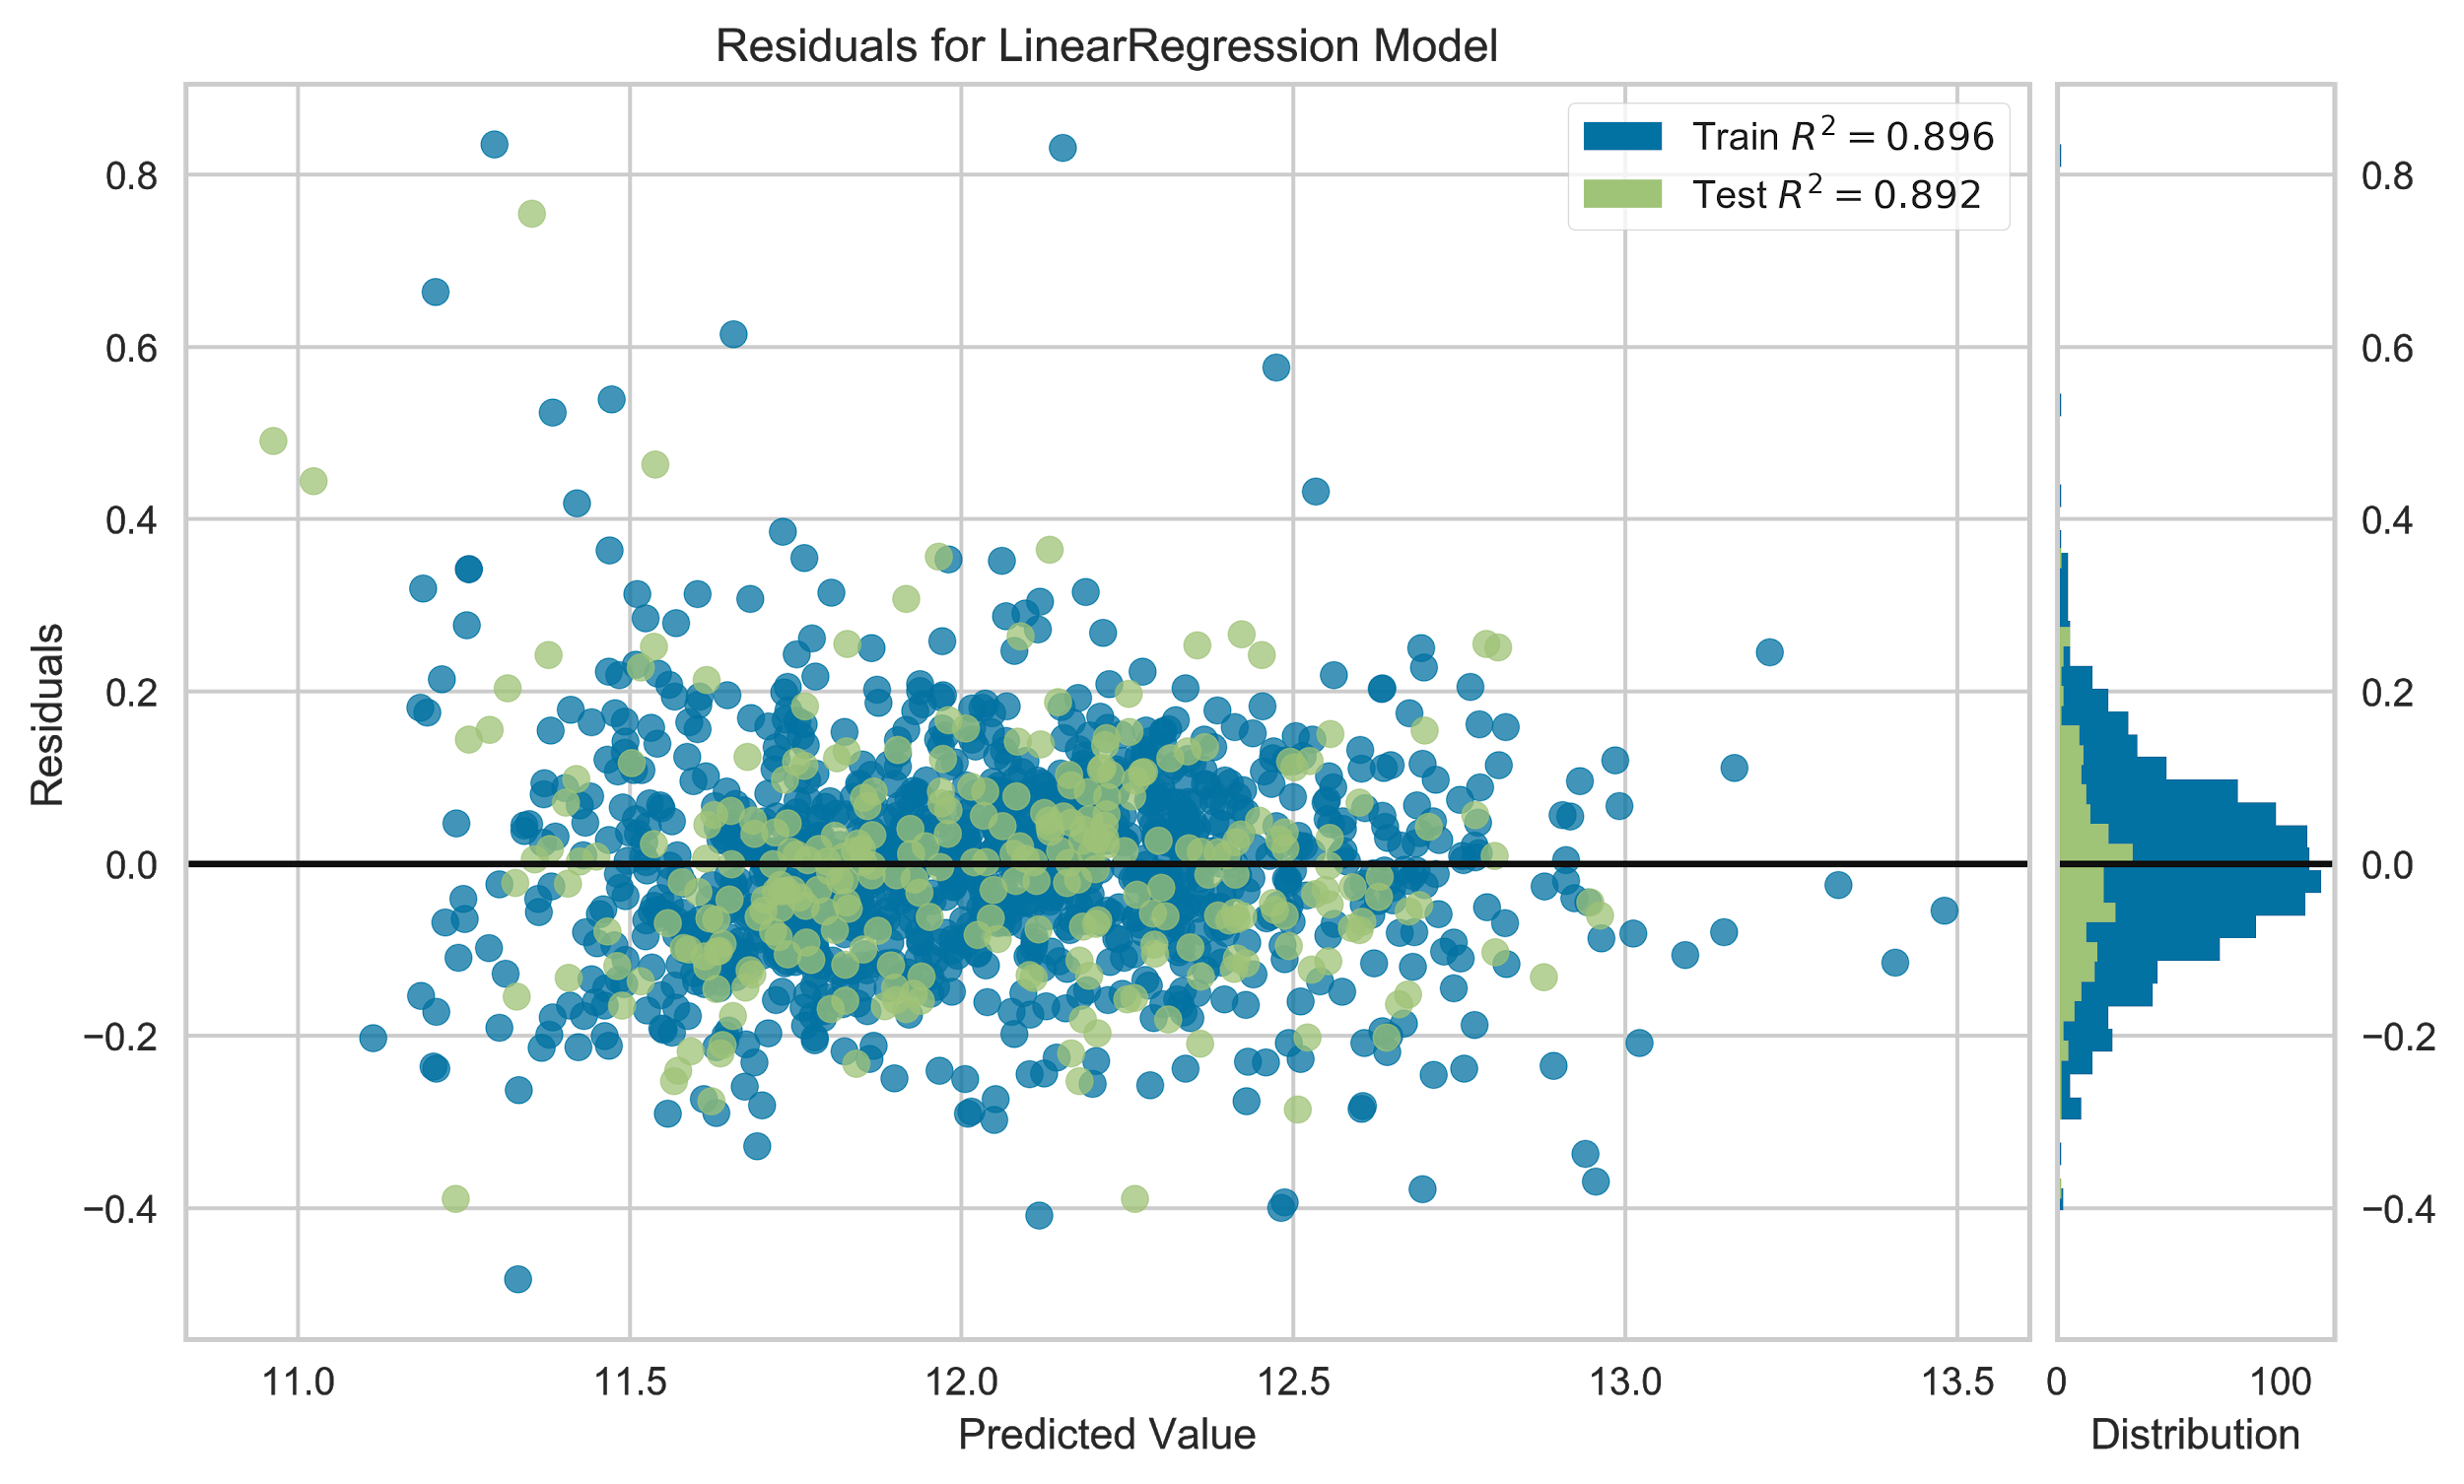 Residuals for LinearRegression Model
Train R² = 0.896
Test R² = 0.892
Residuals
0.8
0.6
0.4
0.2
0.0
−0.2
−0.4
11.0 11.5 12.0 12.5 13.0 13.5
Predicted Value
0.8
0.6
0.4
0.2
0.0
−0.2
−0.4
0 100
Distribution